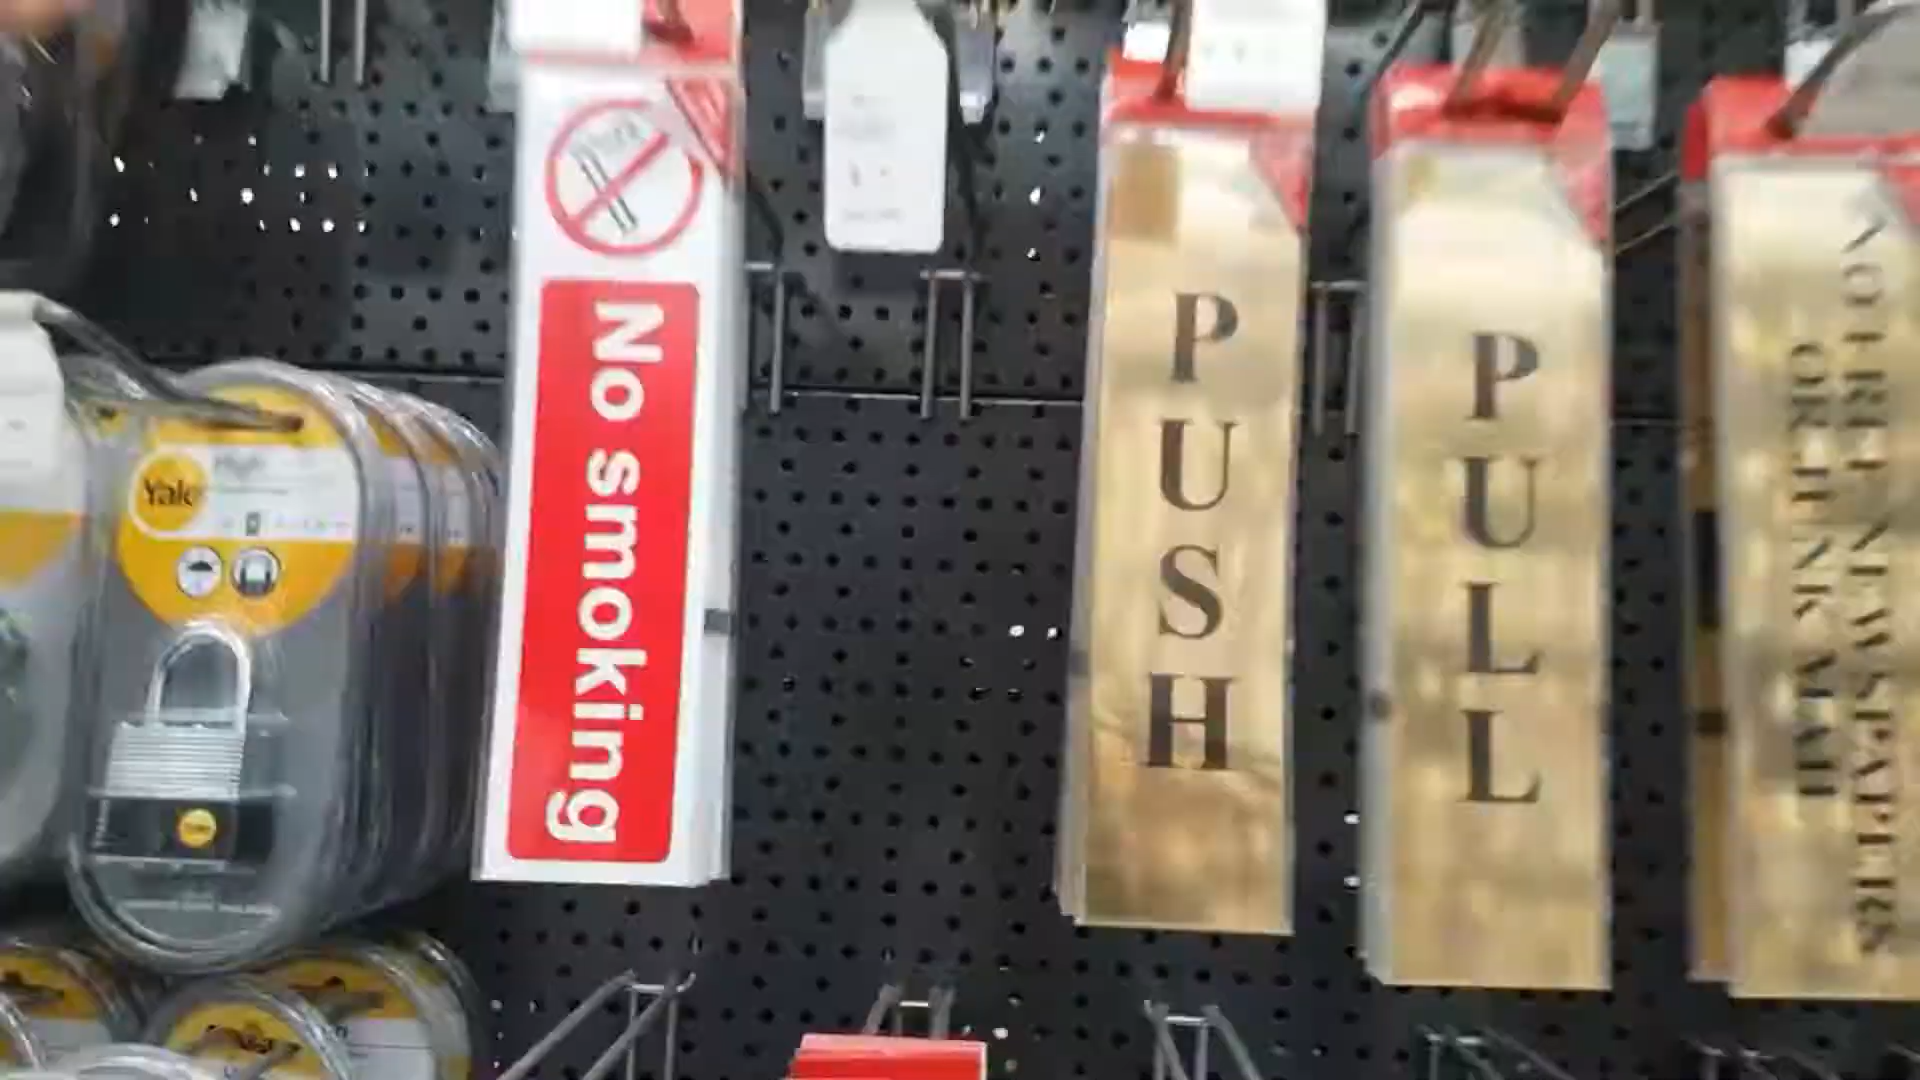 Yale
No smoking
PUSH
PULL
NO FREE NEWSPAPERS
OR JUNK MAIL